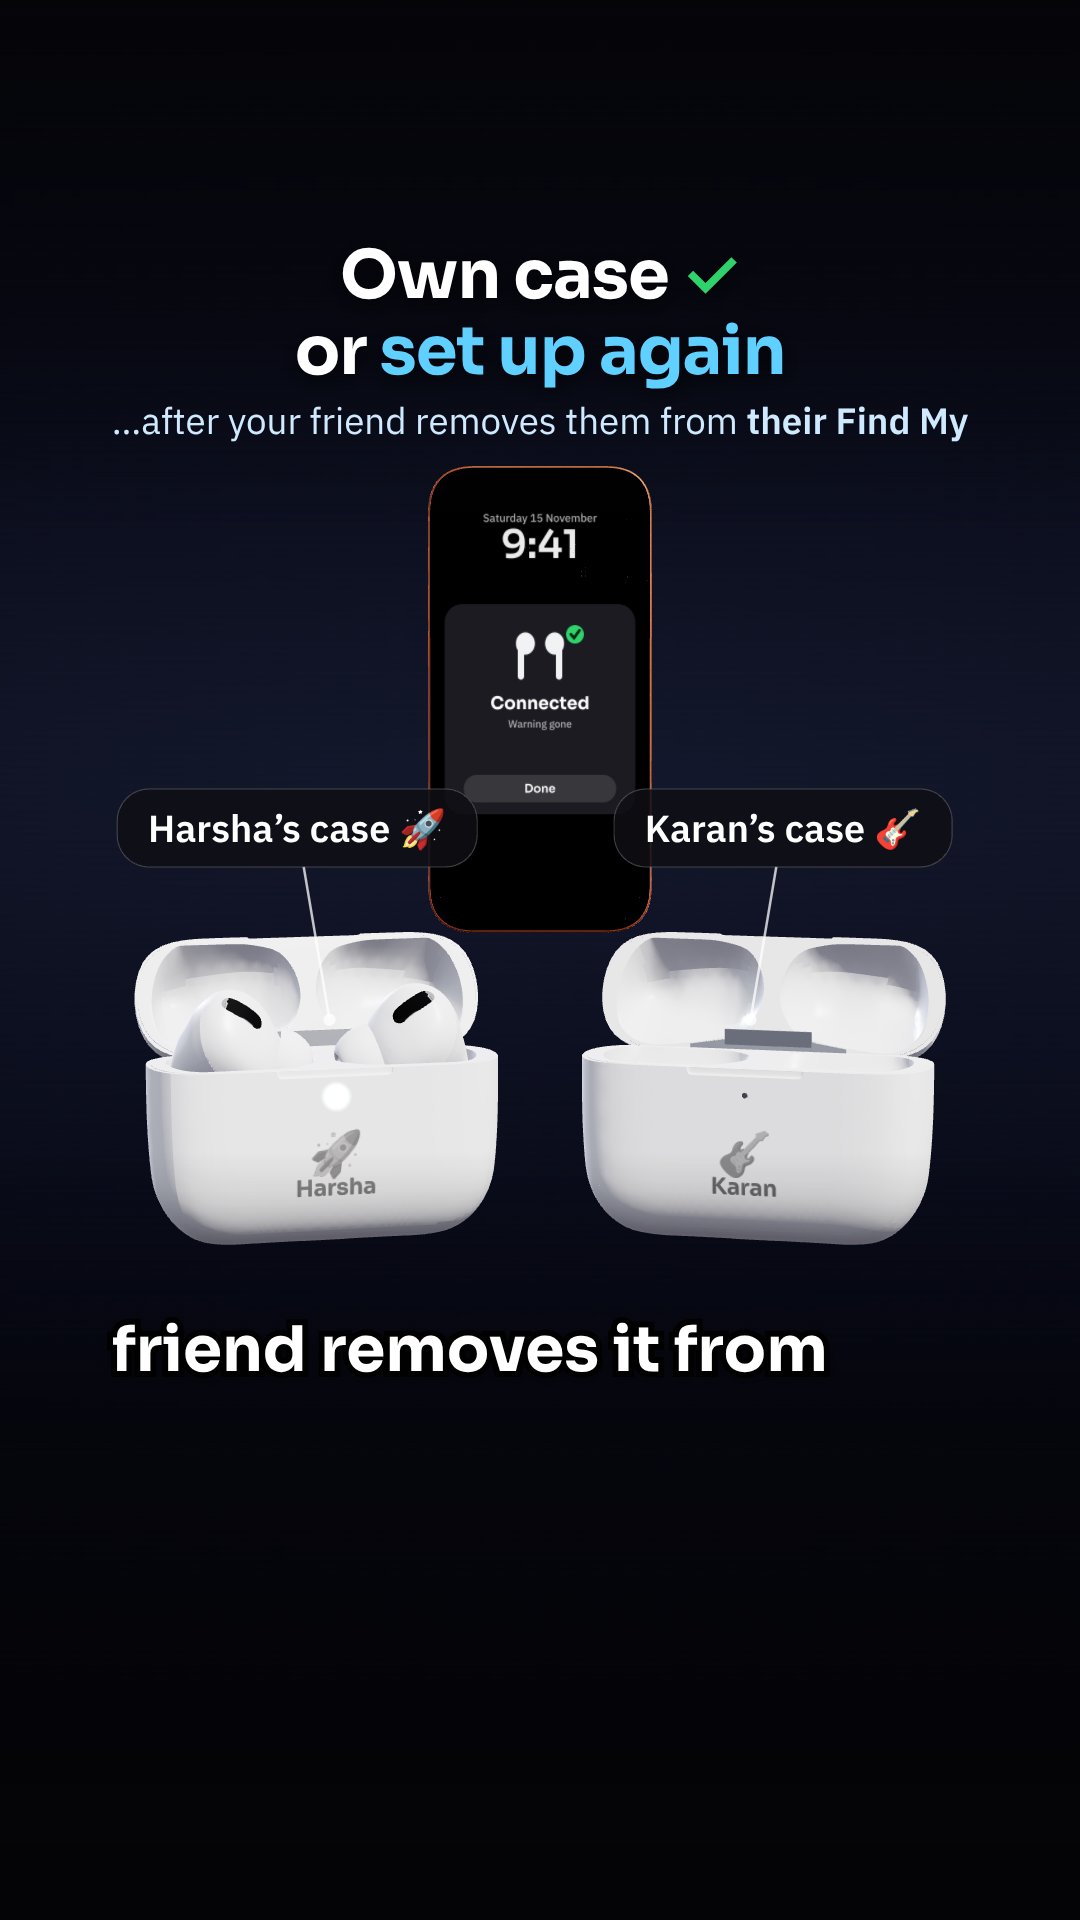 Own case ✓
or set up again
...after your friend removes them from their Find My
Saturday 15 November
9:41
Connected
Warning gone
Done
Harsha’s case 🚀
Karan’s case 🎸
Harsha
Karan
friend removes it from